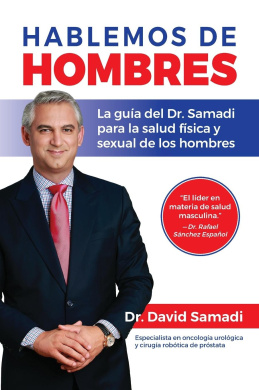 HABLEMOS DE
HOMBRES
La guía del Dr. Samadi
para la salud física y
sexual de los hombres
"El líder en
materia de salud
masculina."
— Dr. Rafael
Sánchez Español
Dr. David Samadi
Especialista en oncología urológica
y cirugía robótica de próstata